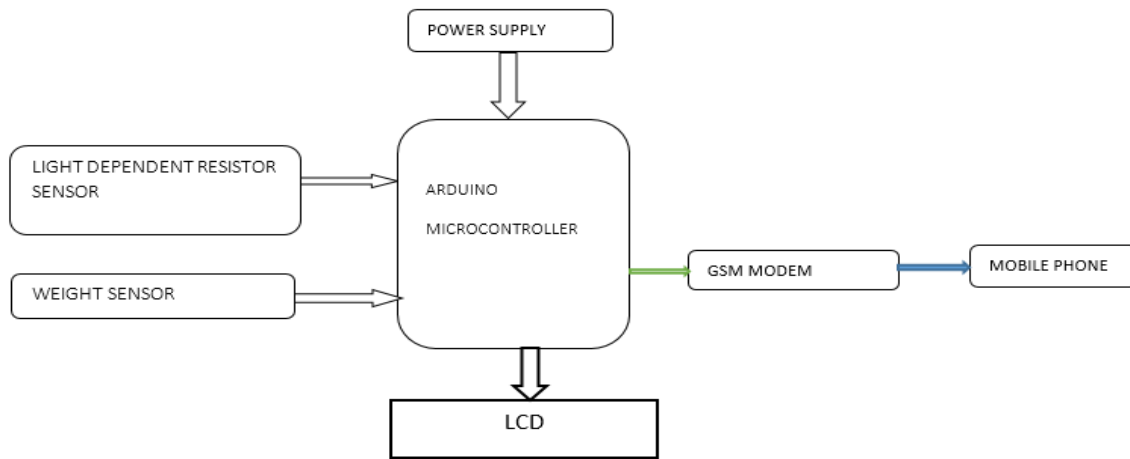 POWER SUPPLY
LIGHT DEPENDENT RESISTOR
SENSOR
ARDUINO
MICROCONTROLLER
WEIGHT SENSOR
GSM MODEM
MOBILE PHONE
LCD